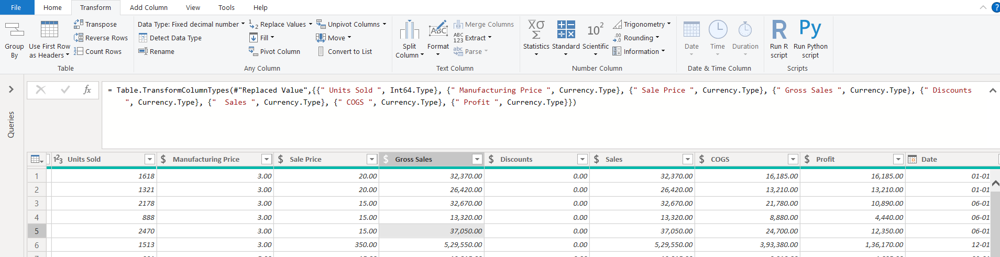 File Home Transform Add Column View Tools Help
Group By
Use First Row as Headers
Transpose
Reverse Rows
Count Rows
Table
Data Type: Fixed decimal number
Detect Data Type
Rename
Replace Values
Fill
Pivot Column
Unpivot Columns
Move
Convert to List
Any Column
Split Column
Format
ABC
Merge Columns
ABC 123 Extract
abc Parse
Text Column
Statistics
Standard
10² Scientific
Trigonometry
.00 Rounding
Information
Number Column
Date
Time
Duration
Date & Time Column
R Run R script
Py Run Python script
Scripts
Queries
fx
= Table.TransformColumnTypes(#"Replaced Value",{{" Units Sold ", Int64.Type}, {" Manufacturing Price ", Currency.Type}, {" Sale Price ", Currency.Type}, {" Gross Sales ", Currency.Type}, {" Discounts
", Currency.Type}, {"  Sales ", Currency.Type}, {" COGS ", Currency.Type}, {" Profit ", Currency.Type}})
123 Units Sold $ Manufacturing Price $ Sale Price $ Gross Sales $ Discounts $ Sales $ COGS $ Profit Date
1 1618 3.00 20.00 32,370.00 0.00 32,370.00 16,185.00 16,185.00 01-01
2 1321 3.00 20.00 26,420.00 0.00 26,420.00 13,210.00 13,210.00 01-01
3 2178 3.00 15.00 32,670.00 0.00 32,670.00 21,780.00 10,890.00 06-01
4 888 3.00 15.00 13,320.00 0.00 13,320.00 8,880.00 4,440.00 06-01
5 2470 3.00 15.00 37,050.00 0.00 37,050.00 24,700.00 12,350.00 06-01
6 1513 3.00 350.00 5,29,550.00 0.00 5,29,550.00 3,93,380.00 1,36,170.00 12-01